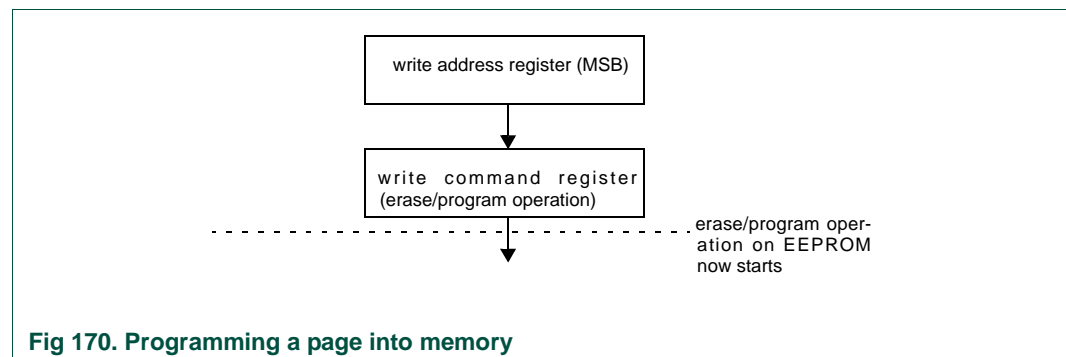 write address register (MSB)
write command register
(erase/program operation)
erase/program oper-
ation on EEPROM
now starts
Fig 170. Programming a page into memory